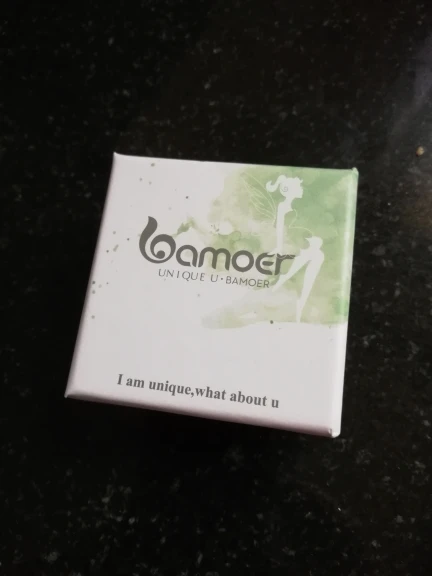 bamoer
UNIQUE U · BAMOER
I am unique,what about u